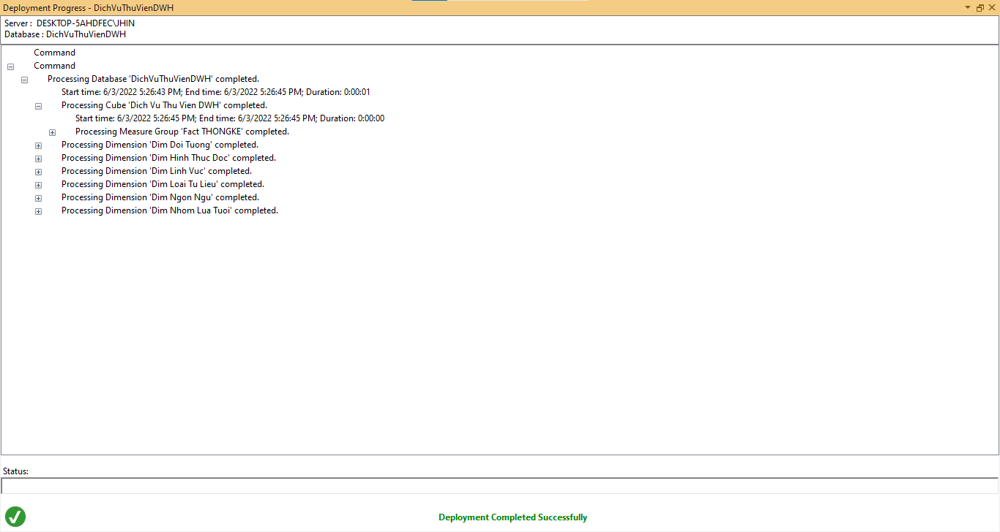 Deployment Progress - DichVuThuVienDWH
Server : DESKTOP-5AHDFEC\JHIN
Database : DichVuThuVienDWH
Command
Command
Processing Database 'DichVuThuVienDWH' completed.
Start time: 6/3/2022 5:26:43 PM; End time: 6/3/2022 5:26:45 PM; Duration: 0:00:01
Processing Cube 'Dich Vu Thu Vien DWH' completed.
Start time: 6/3/2022 5:26:45 PM; End time: 6/3/2022 5:26:45 PM; Duration: 0:00:00
Processing Measure Group 'Fact THONGKE' completed.
Processing Dimension 'Dim Doi Tuong' completed.
Processing Dimension 'Dim Hinh Thuc Doc' completed.
Processing Dimension 'Dim Linh Vuc' completed.
Processing Dimension 'Dim Loai Tu Lieu' completed.
Processing Dimension 'Dim Ngon Ngu' completed.
Processing Dimension 'Dim Nhom Lua Tuoi' completed.
Status:
Deployment Completed Successfully